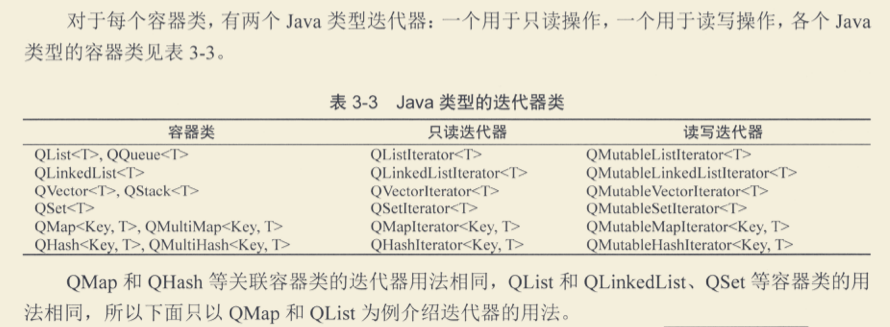 对于每个容器类，有两个 Java 类型迭代器：一个用于只读操作，一个用于读写操作，各个 Java
类型的容器类见表 3-3。
表 3-3 Java 类型的迭代器类
容器类 只读迭代器 读写迭代器
QList<T>, QQueue<T> QListIterator<T> QMutableListIterator<T>
QLinkedList<T> QLinkedListIterator<T> QMutableLinkedListIterator<T>
QVector<T>, QStack<T> QVectorIterator<T> QMutableVectorIterator<T>
QSet<T> QSetIterator<T> QMutableSetIterator<T>
QMap<Key, T>, QMultiMap<Key, T> QMapIterator<Key, T> QMutableMapIterator<Key, T>
QHash<Key, T>, QMultiHash<Key, T> QHashIterator<Key, T> QMutableHashIterator<Key, T>
QMap 和 QHash 等关联容器类的迭代器用法相同，QList 和 QLinkedList、QSet 等容器类的用
法相同，所以下面只以 QMap 和 QList 为例介绍迭代器的用法。